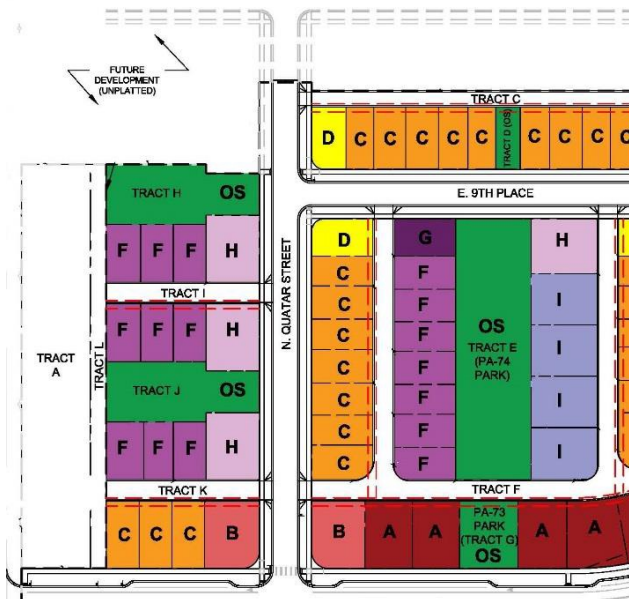 FUTURE
DEVELOPMENT
(UNPLATTED)
TRACT C
D C C C C C TRACT D (OS) C C C C
E. 9TH PLACE
N. QUATAR STREET
TRACT H OS
F F F H
TRACT I
F F F H
TRACT
A
TRACT L
TRACT J OS
F F F H
TRACT K
C C C B
D
C
C
C
C
C
C
C
G
F
F
F
F
F
F
F
OS
TRACT E
(PA-74
PARK)
H
I
I
I
I
TRACT F
B A A
PA-73
PARK
(TRACT G)
OS
A A